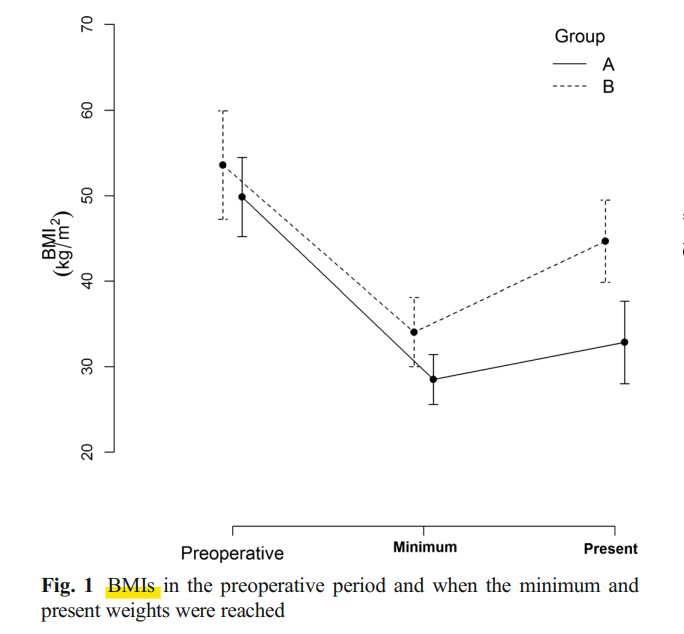 Group
A
B
70
60
50
40
30
20
BMI2
(kg/m²)
Preoperative
Minimum
Present
Fig. 1 BMIs in the preoperative period and when the minimum and
present weights were reached